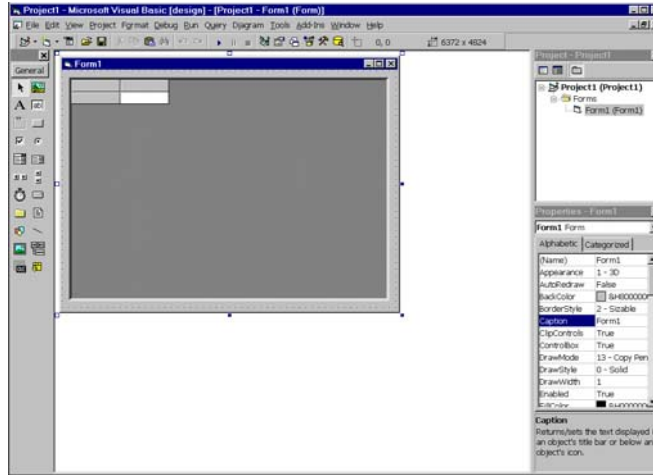 Project1 - Microsoft Visual Basic [design] - [Project1 - Form1 (Form)]
File Edit View Project Format Debug Run Query Diagram Tools Add-Ins Window Help
0, 0
6372 x 4824
General
A
ab|
Form1
Project - Project1
Project1 (Project1)
Forms
Form1 (Form1)
Properties - Form1
Form1 Form
Alphabetic Categorized
(Name) Form1
Appearance 1 - 3D
AutoRedraw False
BackColor &H800000
BorderStyle 2 - Sizable
Caption Form1
ClipControls True
ControlBox True
DrawMode 13 - Copy Pen
DrawStyle 0 - Solid
DrawWidth 1
Enabled True
FillColor
Caption
Returns/sets the text displayed
an object's title bar or below an
object's icon.